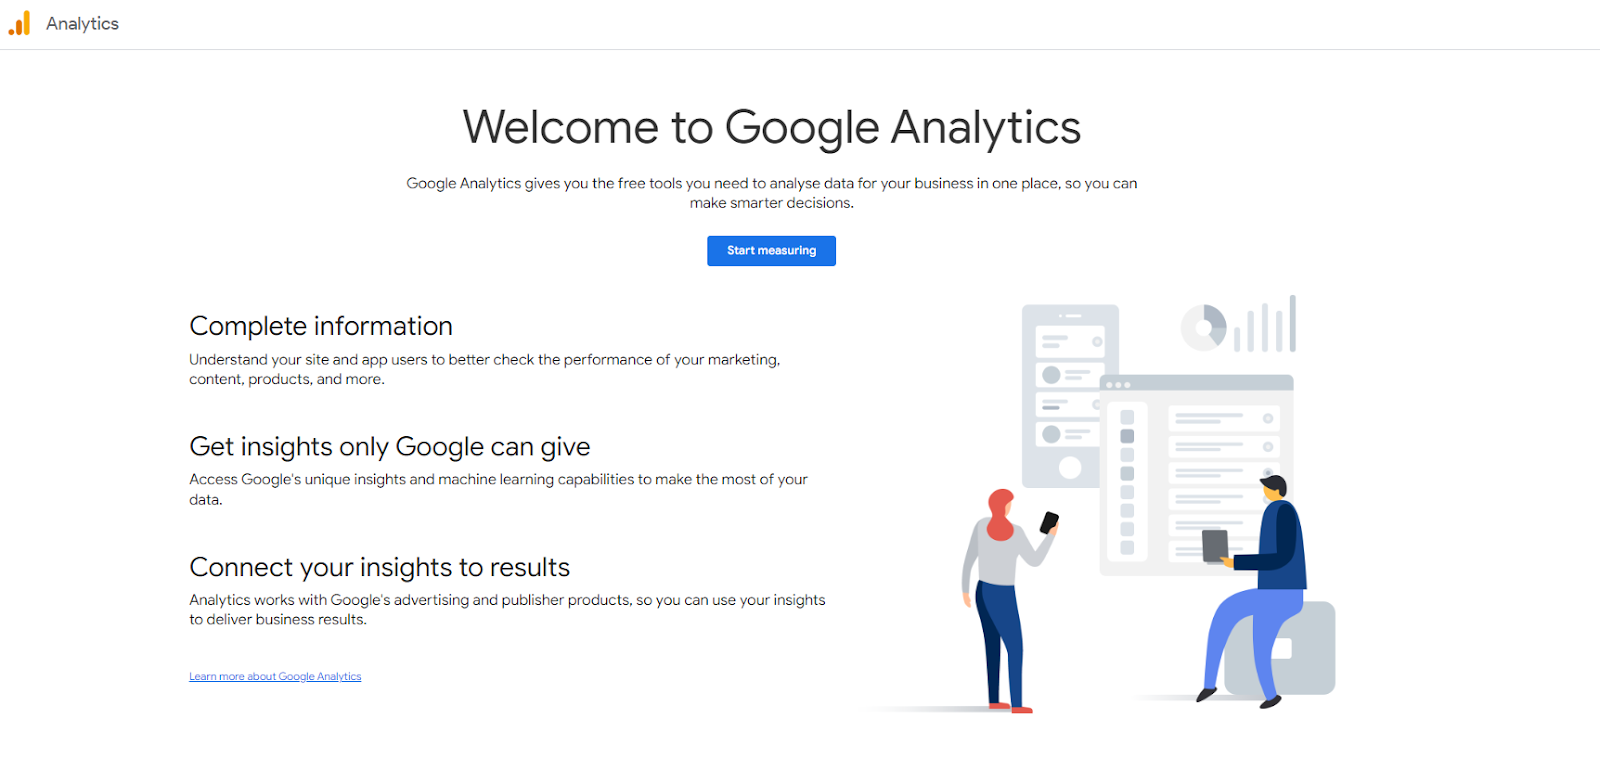 Analytics
Welcome to Google Analytics
Google Analytics gives you the free tools you need to analyse data for your business in one place, so you can
make smarter decisions.
Start measuring
Complete information
Understand your site and app users to better check the performance of your marketing,
content, products, and more.
Get insights only Google can give
Access Google's unique insights and machine learning capabilities to make the most of your
data.
Connect your insights to results
Analytics works with Google's advertising and publisher products, so you can use your insights
to deliver business results.
Learn more about Google Analytics